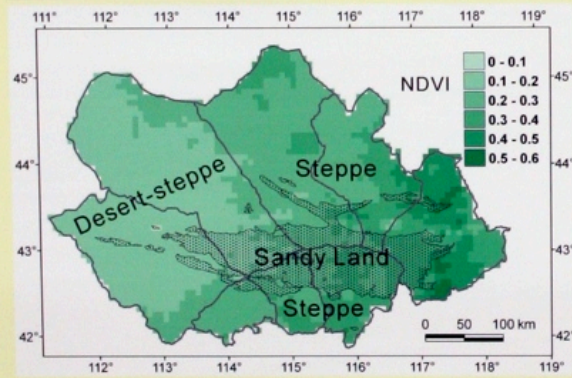 111° 112° 113° 114° 115° 116° 117° 118° 119°
NDVI
0 - 0.1
0.1 - 0.2
0.2 - 0.3
0.3 - 0.4
0.4 - 0.5
0.5 - 0.6
45° 45°
44° 44°
Steppe
Desert-steppe
43° 43°
Sandy Land
Steppe
0 50 100 km
42° 42°
112° 113° 114° 115° 116° 117° 118° 119°